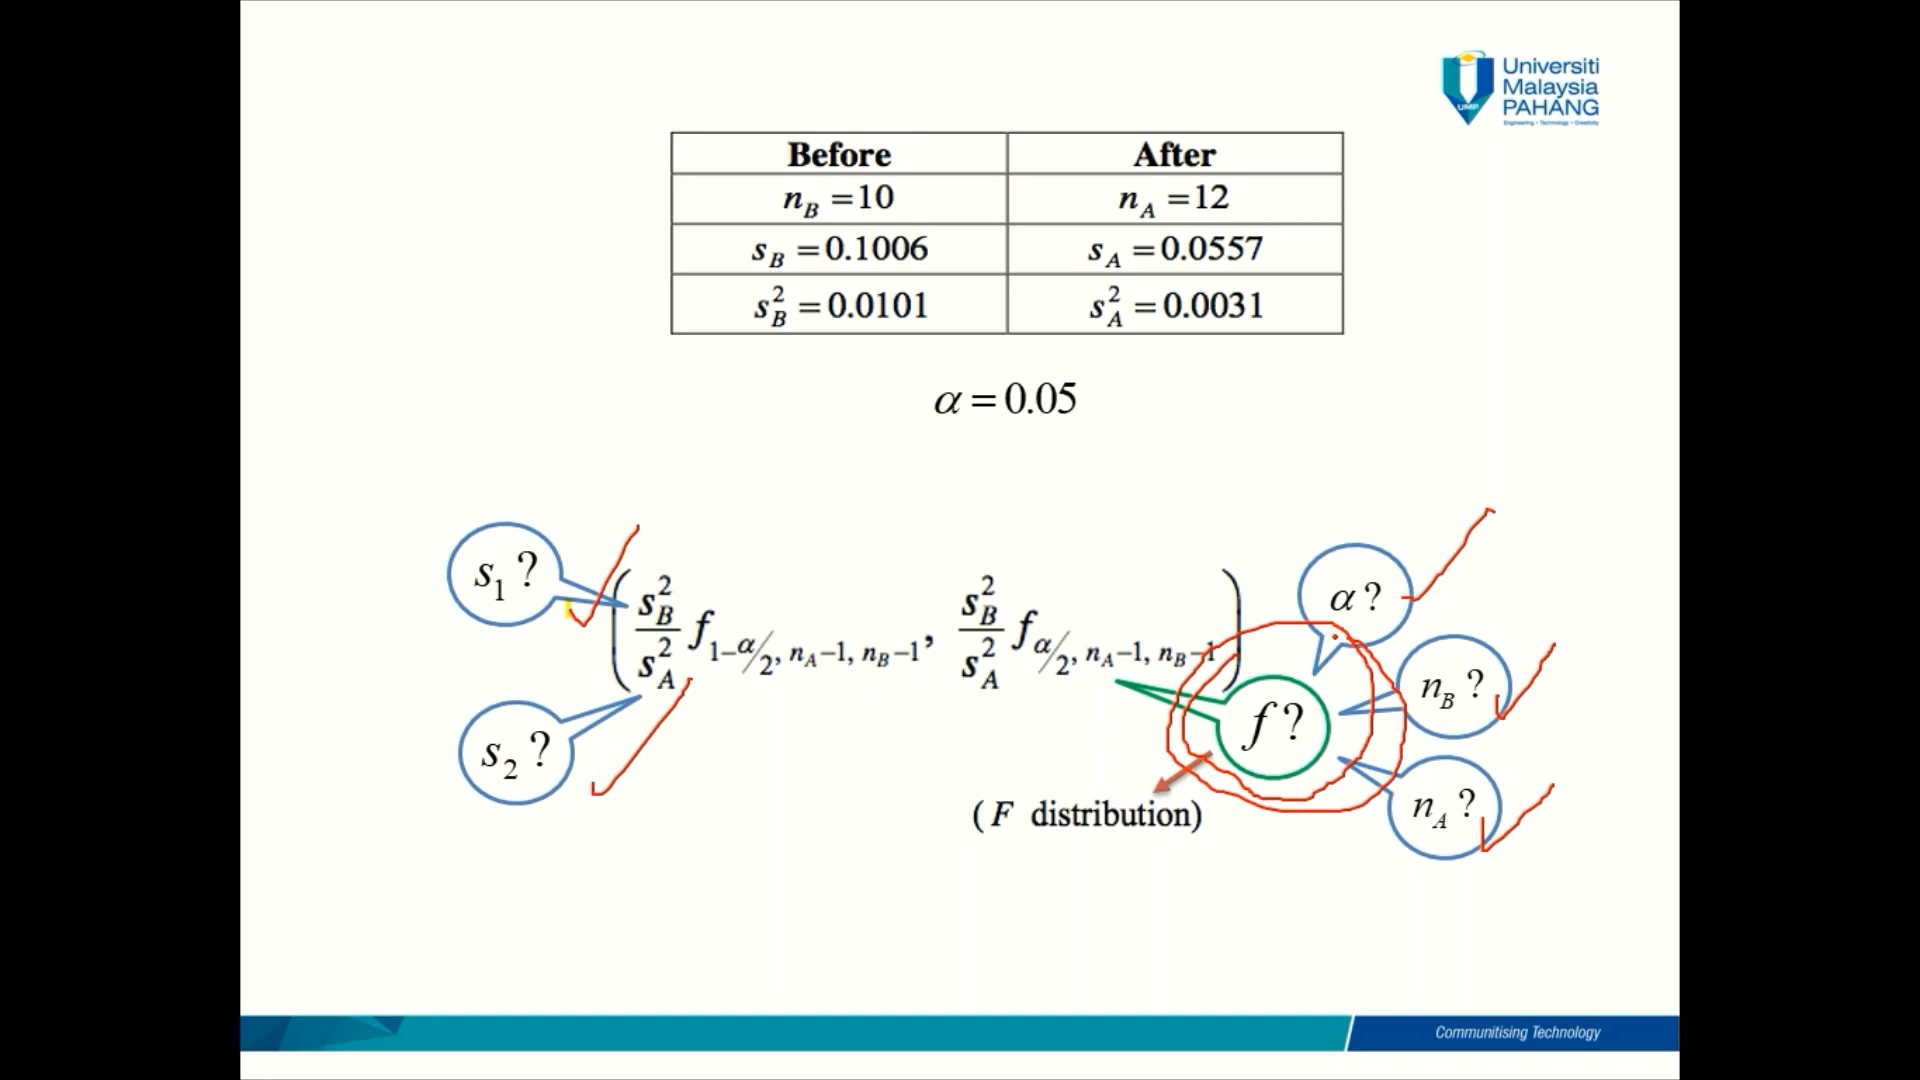 Universiti
Malaysia
PAHANG
UMP
Engineering • Technology • Creativity
Before After
n_B = 10 n_A = 12
s_B = 0.1006 s_A = 0.0557
s_B^2 = 0.0101 s_A^2 = 0.0031
α = 0.05
s_1 ?
α ?
(s_B^2/s_A^2 f_{1-α/2, n_A-1, n_B-1}, s_B^2/s_A^2 f_{α/2, n_A-1, n_B-1})
n_B ?
s_2 ?
f ?
n_A ?
(F distribution)
Communitising Technology